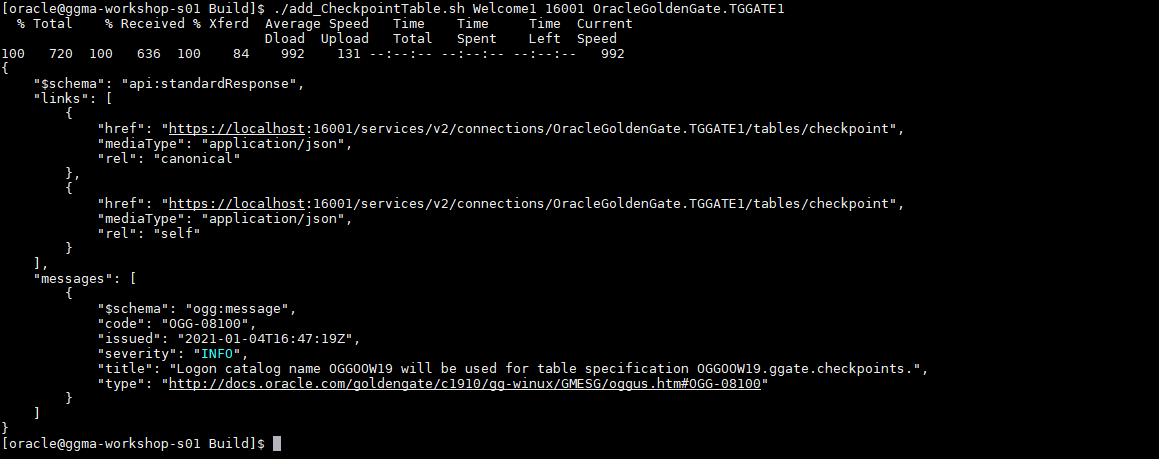 [oracle@ggma-workshop-s01 Build]$ ./add_CheckpointTable.sh Welcome1 16001 OracleGoldenGate.TGGATE1
  % Total    % Received % Xferd  Average Speed   Time    Time     Time  Current
                                 Dload  Upload   Total   Spent    Left  Speed
100   720  100   636  100    84    992    131 --:--:-- --:--:-- --:--:--   992
{
    "$schema": "api:standardResponse",
    "links": [
        {
            "href": "https://localhost:16001/services/v2/connections/OracleGoldenGate.TGGATE1/tables/checkpoint",
            "mediaType": "application/json",
            "rel": "canonical"
        },
        {
            "href": "https://localhost:16001/services/v2/connections/OracleGoldenGate.TGGATE1/tables/checkpoint",
            "mediaType": "application/json",
            "rel": "self"
        }
    ],
    "messages": [
        {
            "$schema": "ogg:message",
            "code": "OGG-08100",
            "issued": "2021-01-04T16:47:19Z",
            "severity": "INFO",
            "title": "Logon catalog name OGGOOW19 will be used for table specification OGGOOW19.ggate.checkpoints.",
            "type": "http://docs.oracle.com/goldengate/c1910/gg-winux/GMESG/oggus.htm#OGG-08100"
        }
    ]
}
[oracle@ggma-workshop-s01 Build]$